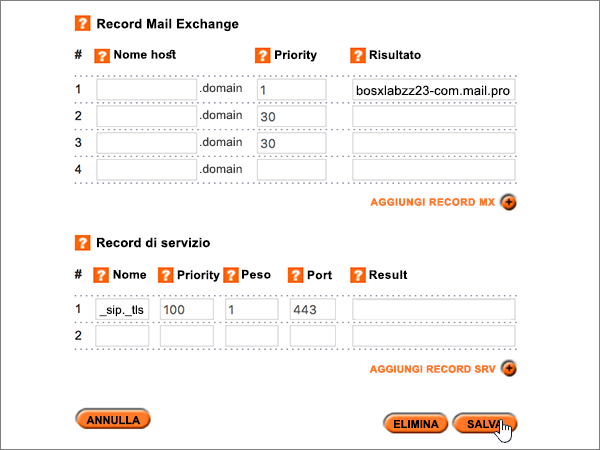 ? Record Mail Exchange
# ? Nome host ? Priority ? Risultato
1 .domain 1 bosxlabzz23-com.mail.pro
2 .domain 30
3 .domain 30
4 .domain
AGGIUNGI RECORD MX +
? Record di servizio
# ? Nome ? Priority ? Peso ? Port ? Result
1 _sip._tls 100 1 443
2
AGGIUNGI RECORD SRV +
ANNULLA ELIMINA SALVA